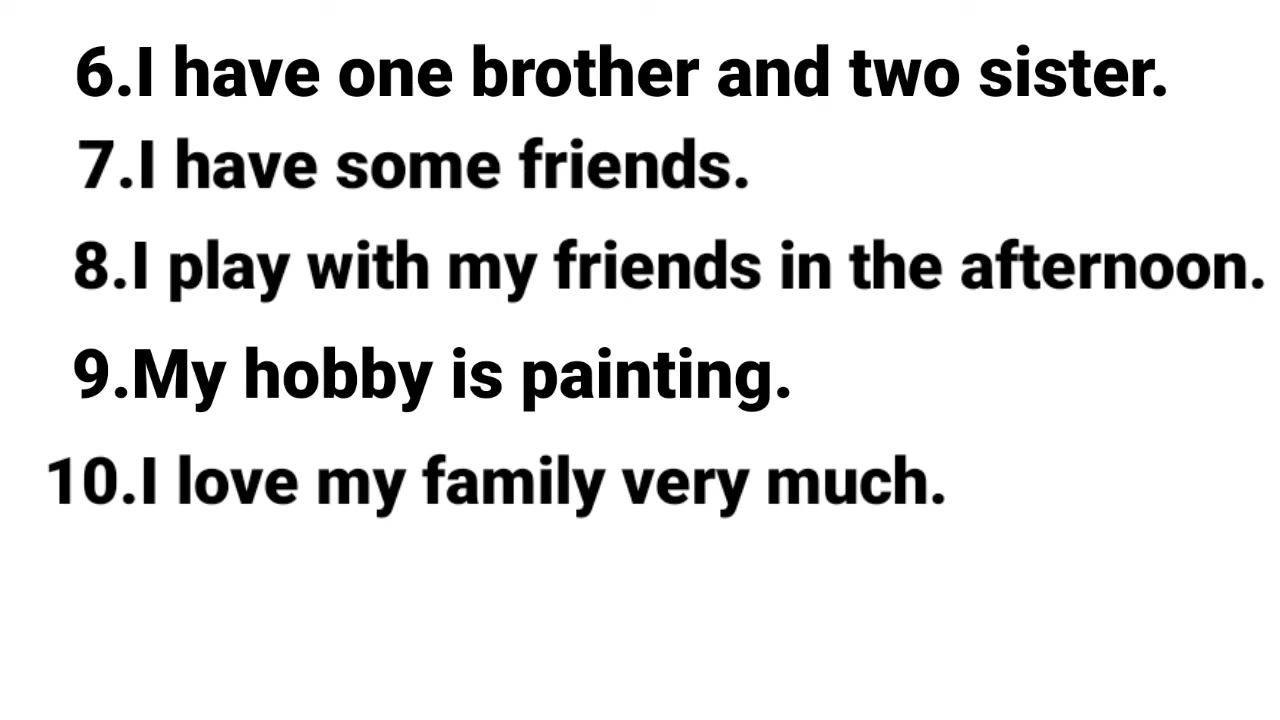 6.I have one brother and two sister.
7.I have some friends.
8.I play with my friends in the afternoon.
9.My hobby is painting.
10.I love my family very much.